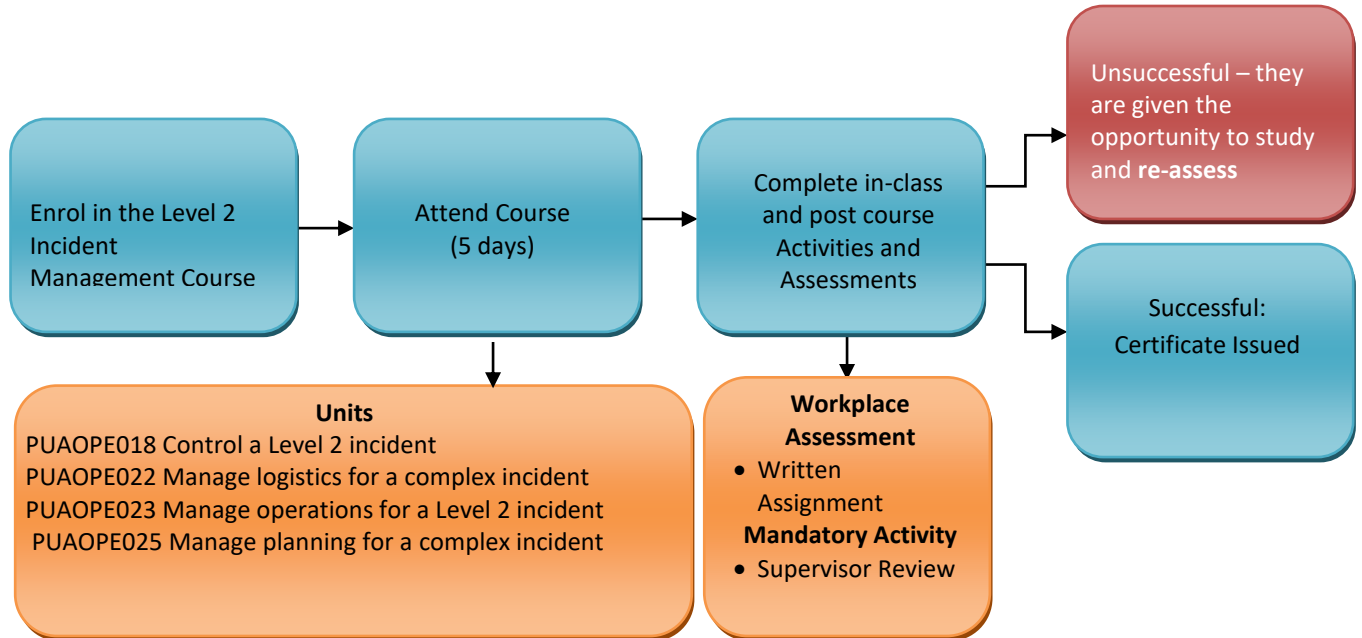 Enrol in the Level 2
Incident
Management Course
Attend Course
(5 days)
Complete in-class
and post course
Activities and
Assessments
Unsuccessful – they
are given the
opportunity to study
and re-assess
Successful:
Certificate Issued
Units
PUAOPE018 Control a Level 2 incident
PUAOPE022 Manage logistics for a complex incident
PUAOPE023 Manage operations for a Level 2 incident
PUAOPE025 Manage planning for a complex incident
Workplace
Assessment
• Written
Assignment
Mandatory Activity
• Supervisor Review